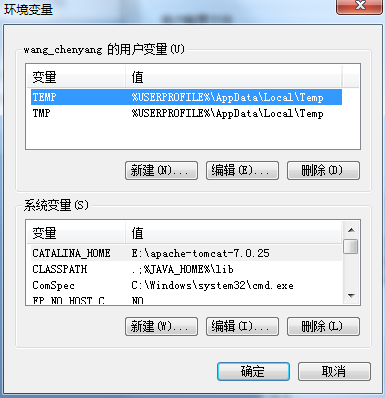 环境变量
wang_chenyang 的用户变量(U)
变量 值
TEMP %USERPROFILE%\AppData\Local\Temp
TMP %USERPROFILE%\AppData\Local\Temp
新建(N)... 编辑(E)... 删除(D)
系统变量(S)
变量 值
CATALINA_HOME E:\apache-tomcat-7.0.25
CLASSPATH .;%JAVA_HOME%\lib
ComSpec C:\Windows\system32\cmd.exe
FP_NO_HOST_C... NO
新建(W)... 编辑(I)... 删除(L)
确定 取消